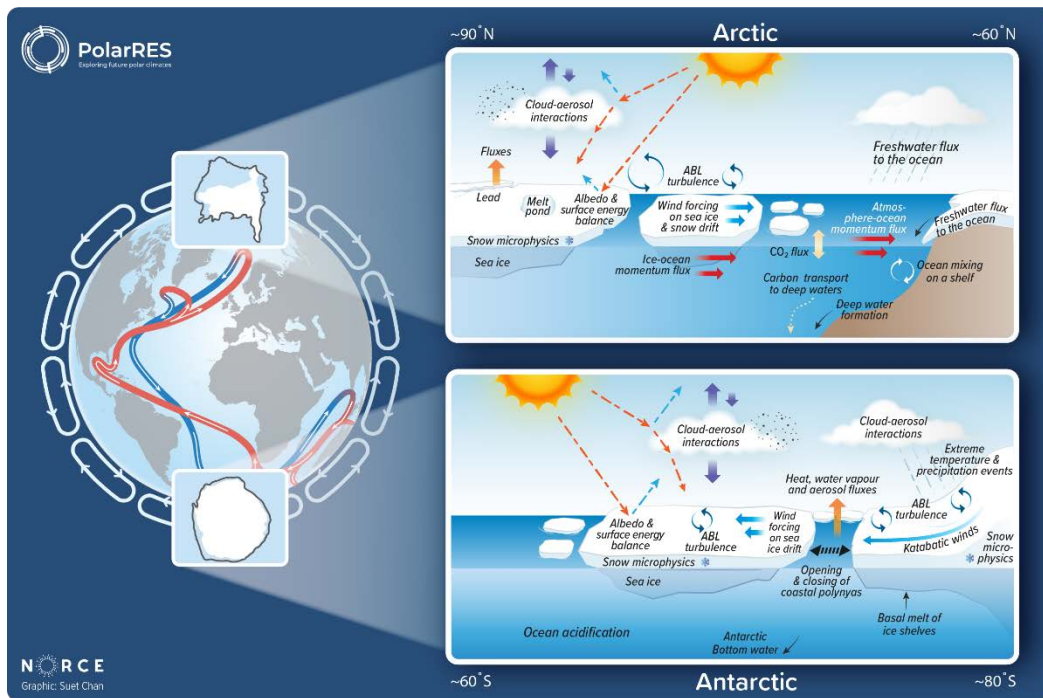 PolarRES
Exploring future polar climates
~90°N
Arctic
~60°N
Cloud-aerosol
interactions
Fluxes
Lead
Melt
pond
Albedo &
surface energy
balance
ABL
turbulence
Wind forcing
on sea ice
& snow drift
Freshwater flux
to the ocean
Atmos-
phere-ocean
momentum flux
Freshwater flux
to the ocean
Snow microphysics
Sea ice
Ice-ocean
momentum flux
CO₂ flux
Carbon transport
to deep waters
Ocean mixing
on a shelf
Deep water
formation
Cloud-aerosol
interactions
Cloud-aerosol
interactions
Extreme
temperature &
precipitation events
Heat, water vapour
and aerosol fluxes
Albedo &
surface energy
balance
ABL
turbulence
Wind
forcing
on sea
ice drift
ABL
turbulence
Katabatic winds
Snow
micro-
physics
Snow microphysics
Sea ice
Opening
& closing of
coastal polynyas
Basal melt of
ice shelves
Ocean acidification
Antarctic
Bottom water
~60°S
Antarctic
~80°S
NORCE
Graphic: Suet Chan